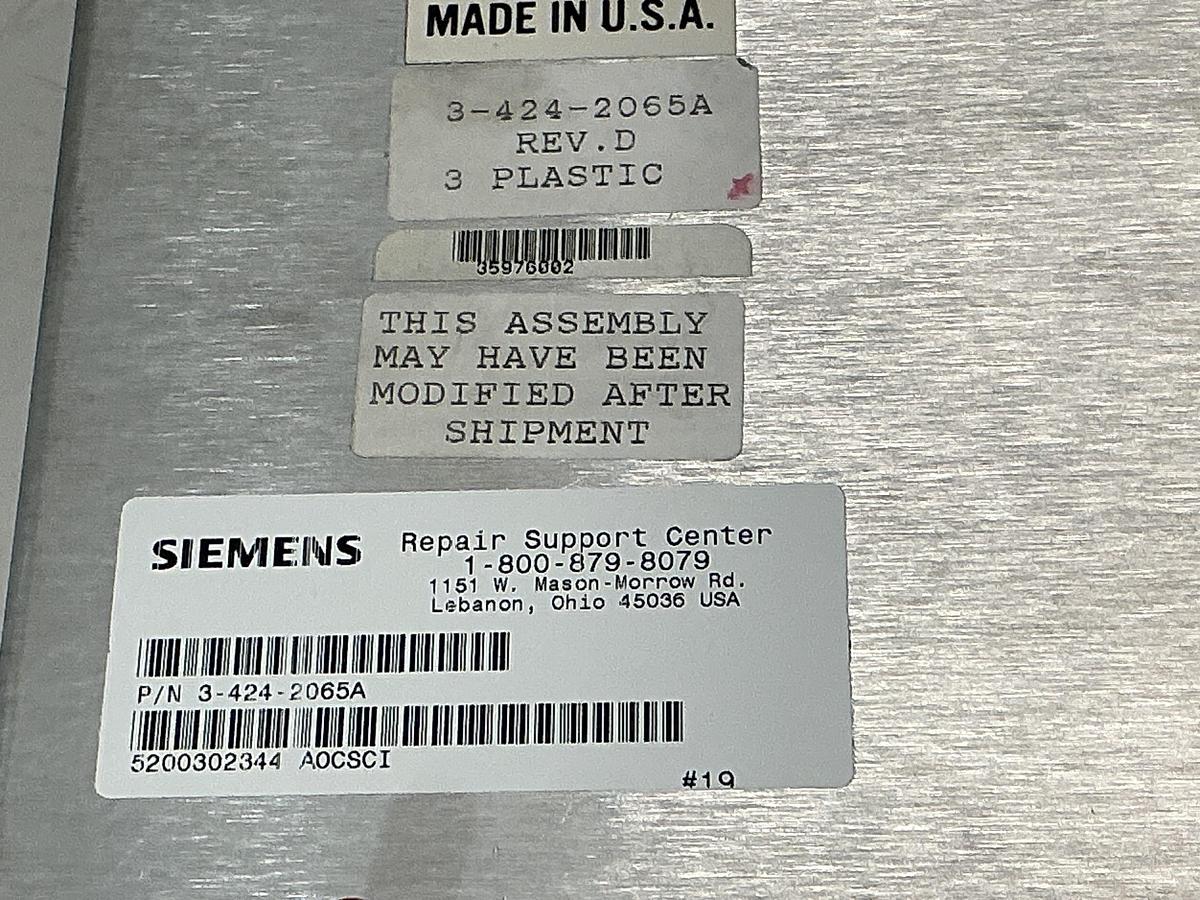 MADE IN U.S.A.
3-424-2065A
REV.D
3 PLASTIC
35976002
THIS ASSEMBLY
MAY HAVE BEEN
MODIFIED AFTER
SHIPMENT
SIEMENS
Repair Support Center
1-800-879-8079
1151 W. Mason-Morrow Rd.
Lebanon, Ohio 45036 USA
P/N 3-424-2065A
5200302344 AOCSCI
#19